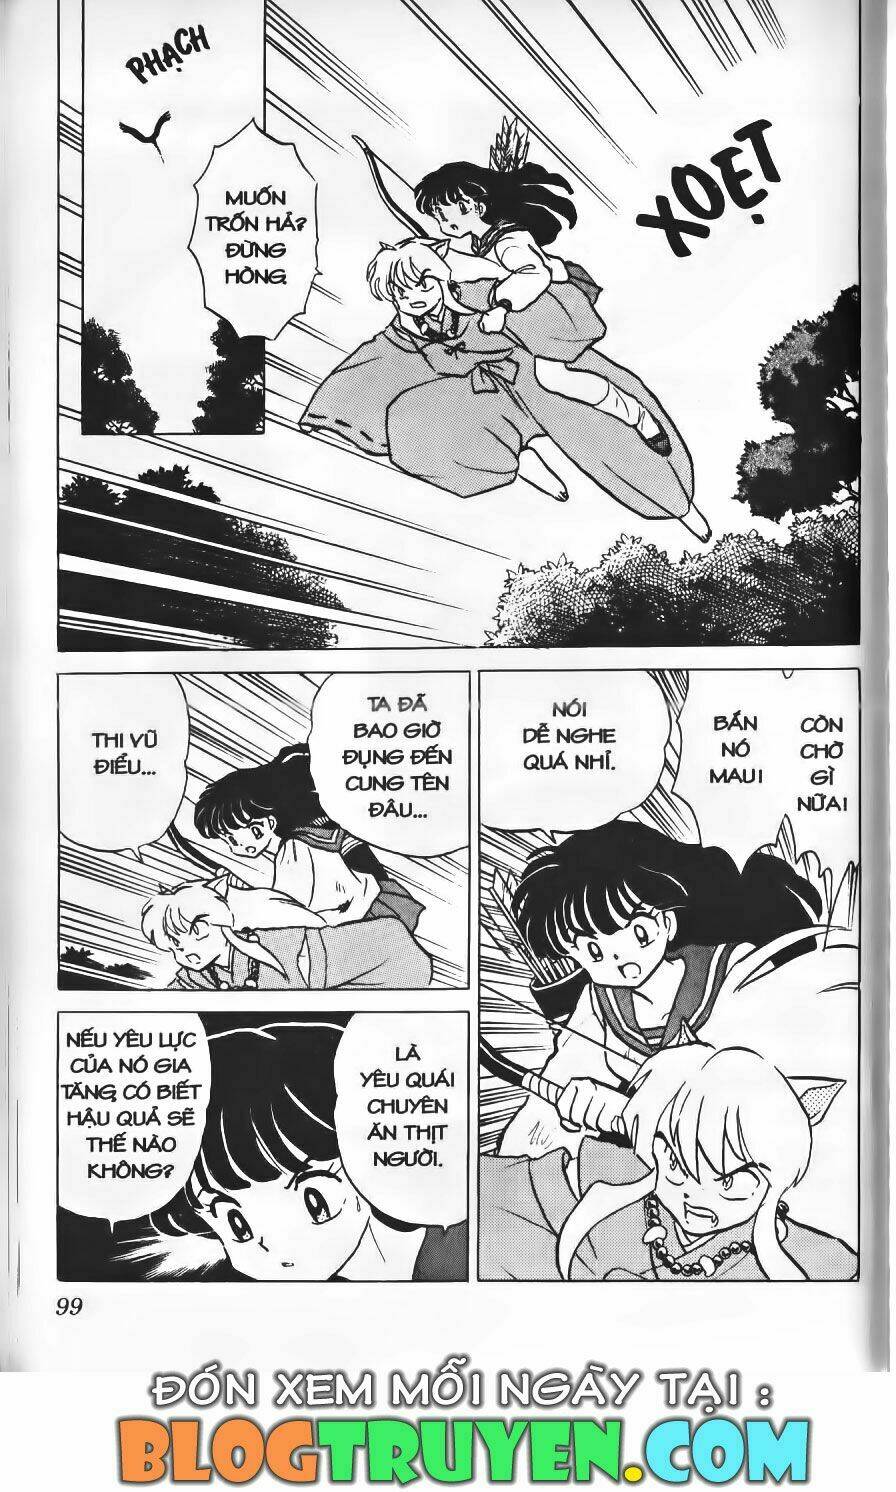 PHẠCH
XOẸT
MUỐN
TRỐN HẢ?
ĐỪNG
HÒNG.
CÒN
CHỜ
GÌ
NỮA!
BẮN
NÓ
MAU!
NÓI
DỄ NGHE
QUÁ NHỈ.
TA ĐÃ
BAO GIỜ
ĐỤNG ĐẾN
CUNG TÊN
ĐÂU...
THI VŨ
ĐIỂU...
LÀ
YÊU QUÁI
CHUYÊN
ĂN THỊT
NGƯỜI.
NẾU YÊU LỰC
CỦA NÓ GIA
TĂNG, CÓ BIẾT
HẬU QUẢ SẼ
THẾ NÀO
KHÔNG?
99
ĐÓN XEM MỖI NGÀY TẠI :
BLOGTRUYEN.COM